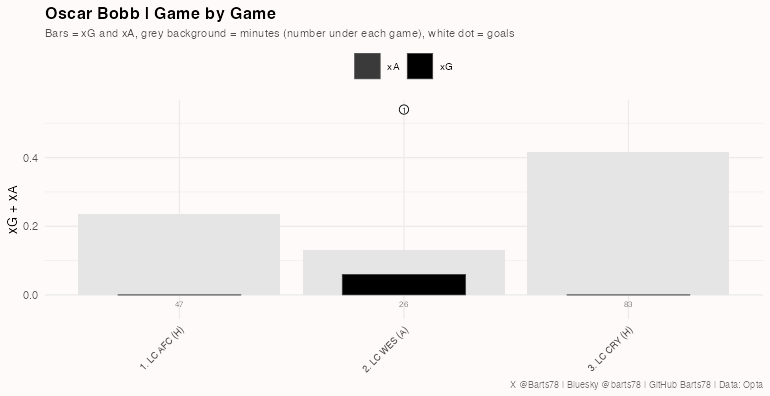 Oscar Bobb | Game by Game
Bars = xG and xA, grey background = minutes (number under each game), white dot = goals
xA xG
1
xG + xA
0.4
0.2
0.0
47 26 83
1. LC AFC (H)
2. LC WES (A)
3. LC CRY (H)
X @Barts78 | Bluesky @barts78 | GitHub Barts78 | Data: Opta